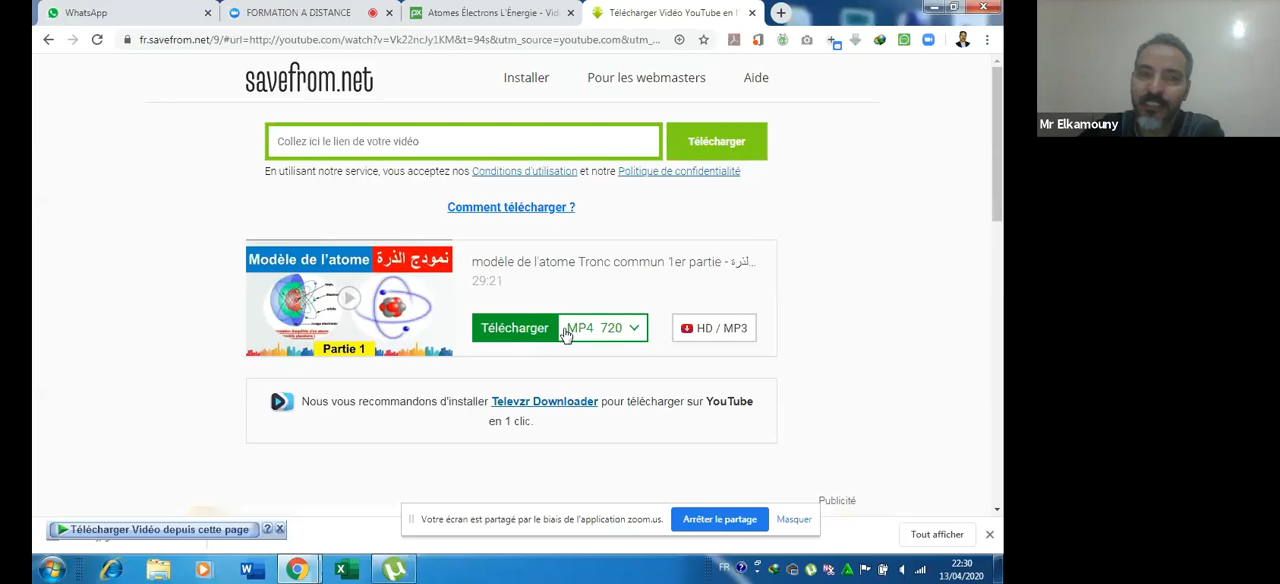 WhatsApp
FORMATION A DISTANCE
Atomes Électrons L'Énergie - Vid
Télécharger Vidéo YouTube en l
fr.savefrom.net/9/#url=http://youtube.com/watch?v=Vk22ncJy1KM&t=94s&utm_source=youtube.com&utm_...
savefrom.net
Installer
Pour les webmasters
Aide
Collez ici le lien de votre vidéo
Télécharger
En utilisant notre service, vous acceptez nos Conditions d'utilisation et notre Politique de confidentialité
Comment télécharger ?
Modèle de l'atome نموذج الذرة
Partie 1
modèle de l'atome Tronc commun 1er partie - لذرة...
29:21
Télécharger
MP4 720
HD / MP3
Nous vous recommandons d'installer Televzr Downloader pour télécharger sur YouTube
en 1 clic.
Publicité
Télécharger Vidéo depuis cette page
Votre écran est partagé par le biais de l'application zoom.us.
Arrêter le partage
Masquer
Tout afficher
FR
22:30
13/04/2020
Mr Elkamouny